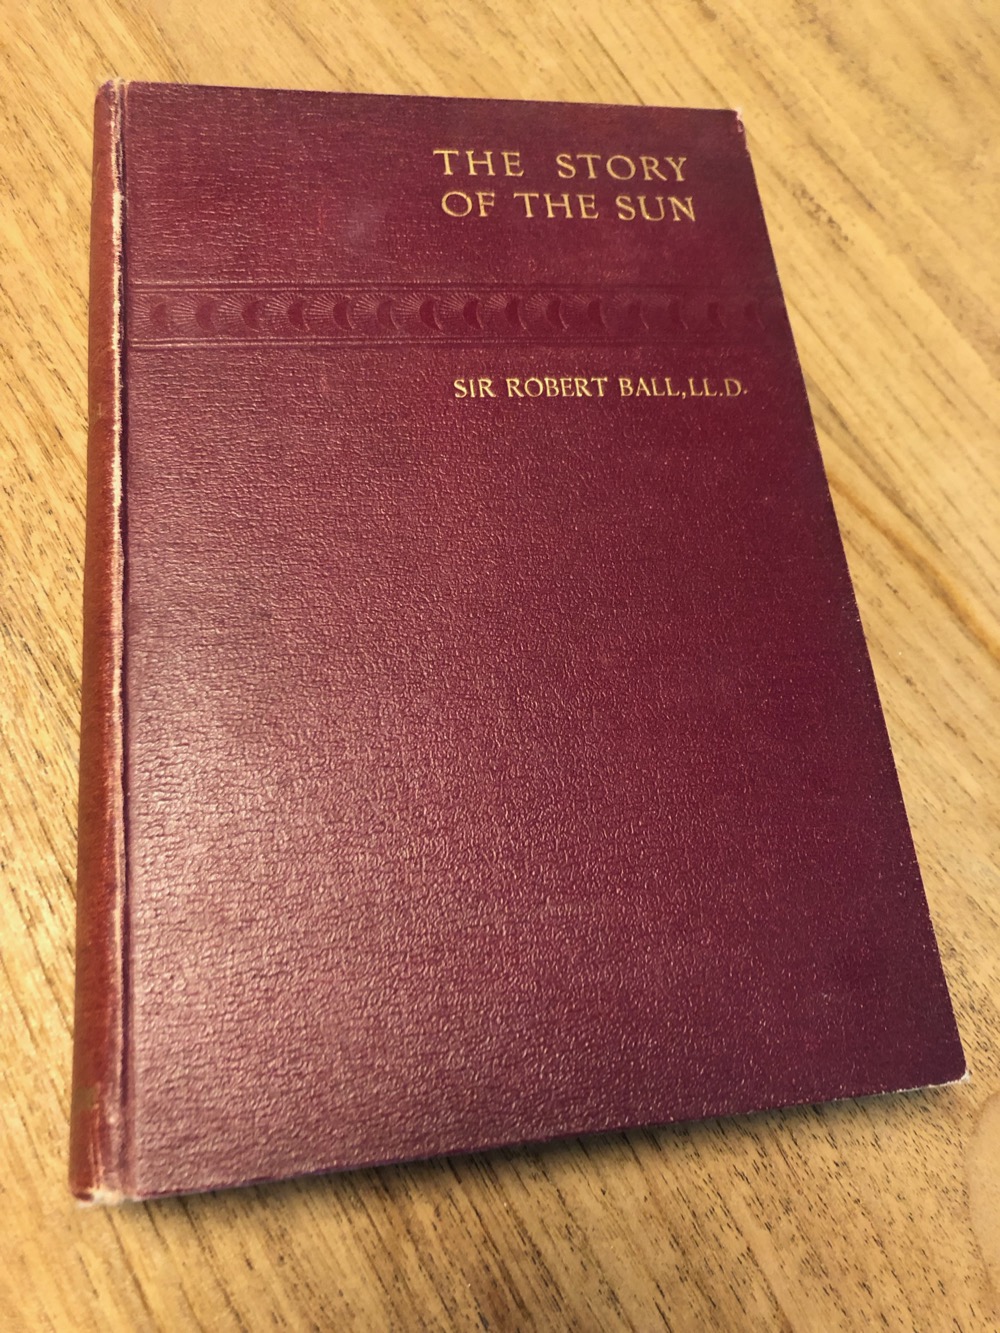 THE STORY
OF THE SUN
SIR ROBERT BALL, LL.D.